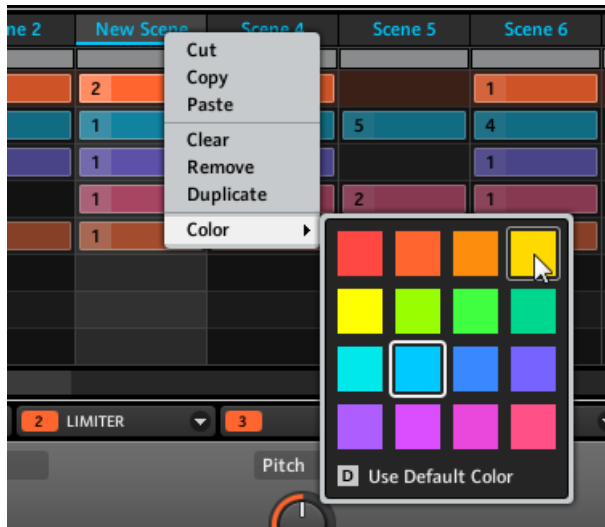 ne 2 New Scene Scene 4 Scene 5 Scene 6
Cut
Copy
Paste
Clear
Remove
Duplicate
Color
2 1
1 5 4
1 1
1 2 1
1
2 LIMITER 3
Pitch
D Use Default Color